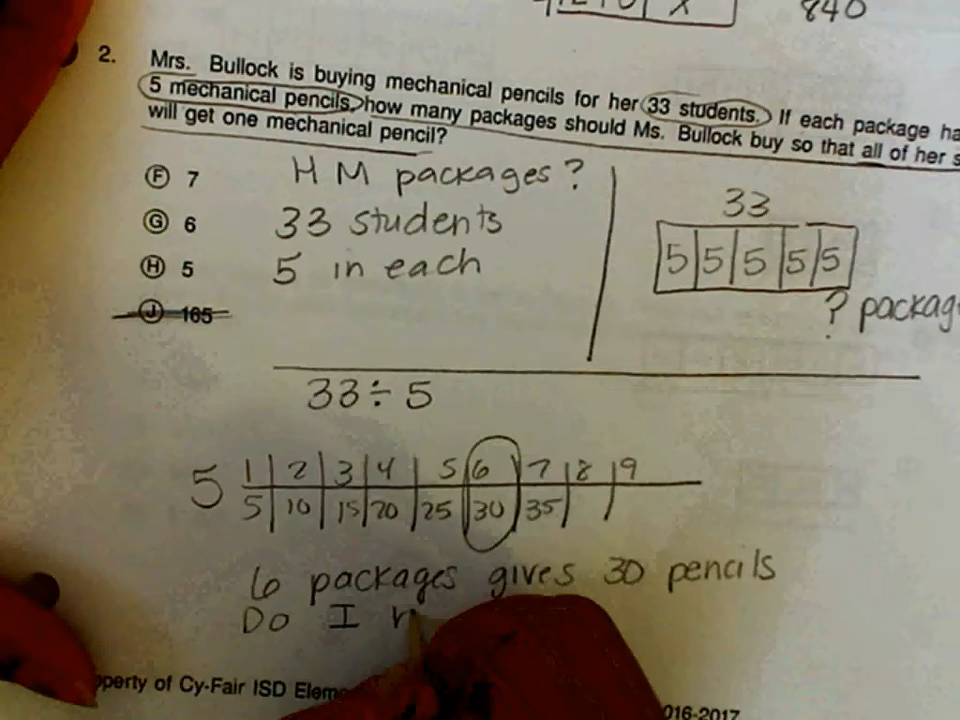 840
2. Mrs. Bullock is buying mechanical pencils for her 33 students. If each package
5 mechanical pencils, how many packages should Ms. Bullock buy so that all of her
will get one mechanical pencil?
F 7
G 6
H 5
J 165
H M packages?
33 students
5 in each
33
5 5 5 5 5
?
33 ÷ 5
5 1 2 3 4 5 6 7 8 9
5 10 15 20 25 30 35
6 packages gives 30 pencils
Do I
of Cy-Fair ISD
016-2017